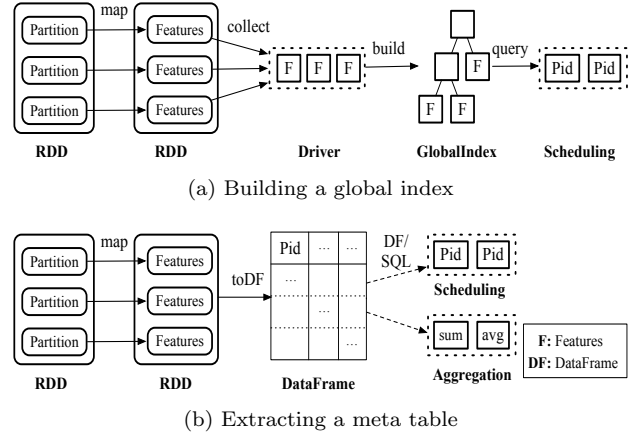 map
collect
Partition
Features
Partition
Features
Partition
Features
F F F
build
F
F F
query
Pid Pid
RDD
RDD
Driver
GlobalIndex
Scheduling
(a) Building a global index
map
Partition
Features
Partition
Features
Partition
Features
toDF
Pid ... ...
...
...
...
DF/
SQL
Pid Pid
Scheduling
sum avg
Aggregation
F: Features
DF: DataFrame
RDD
RDD
DataFrame
(b) Extracting a meta table